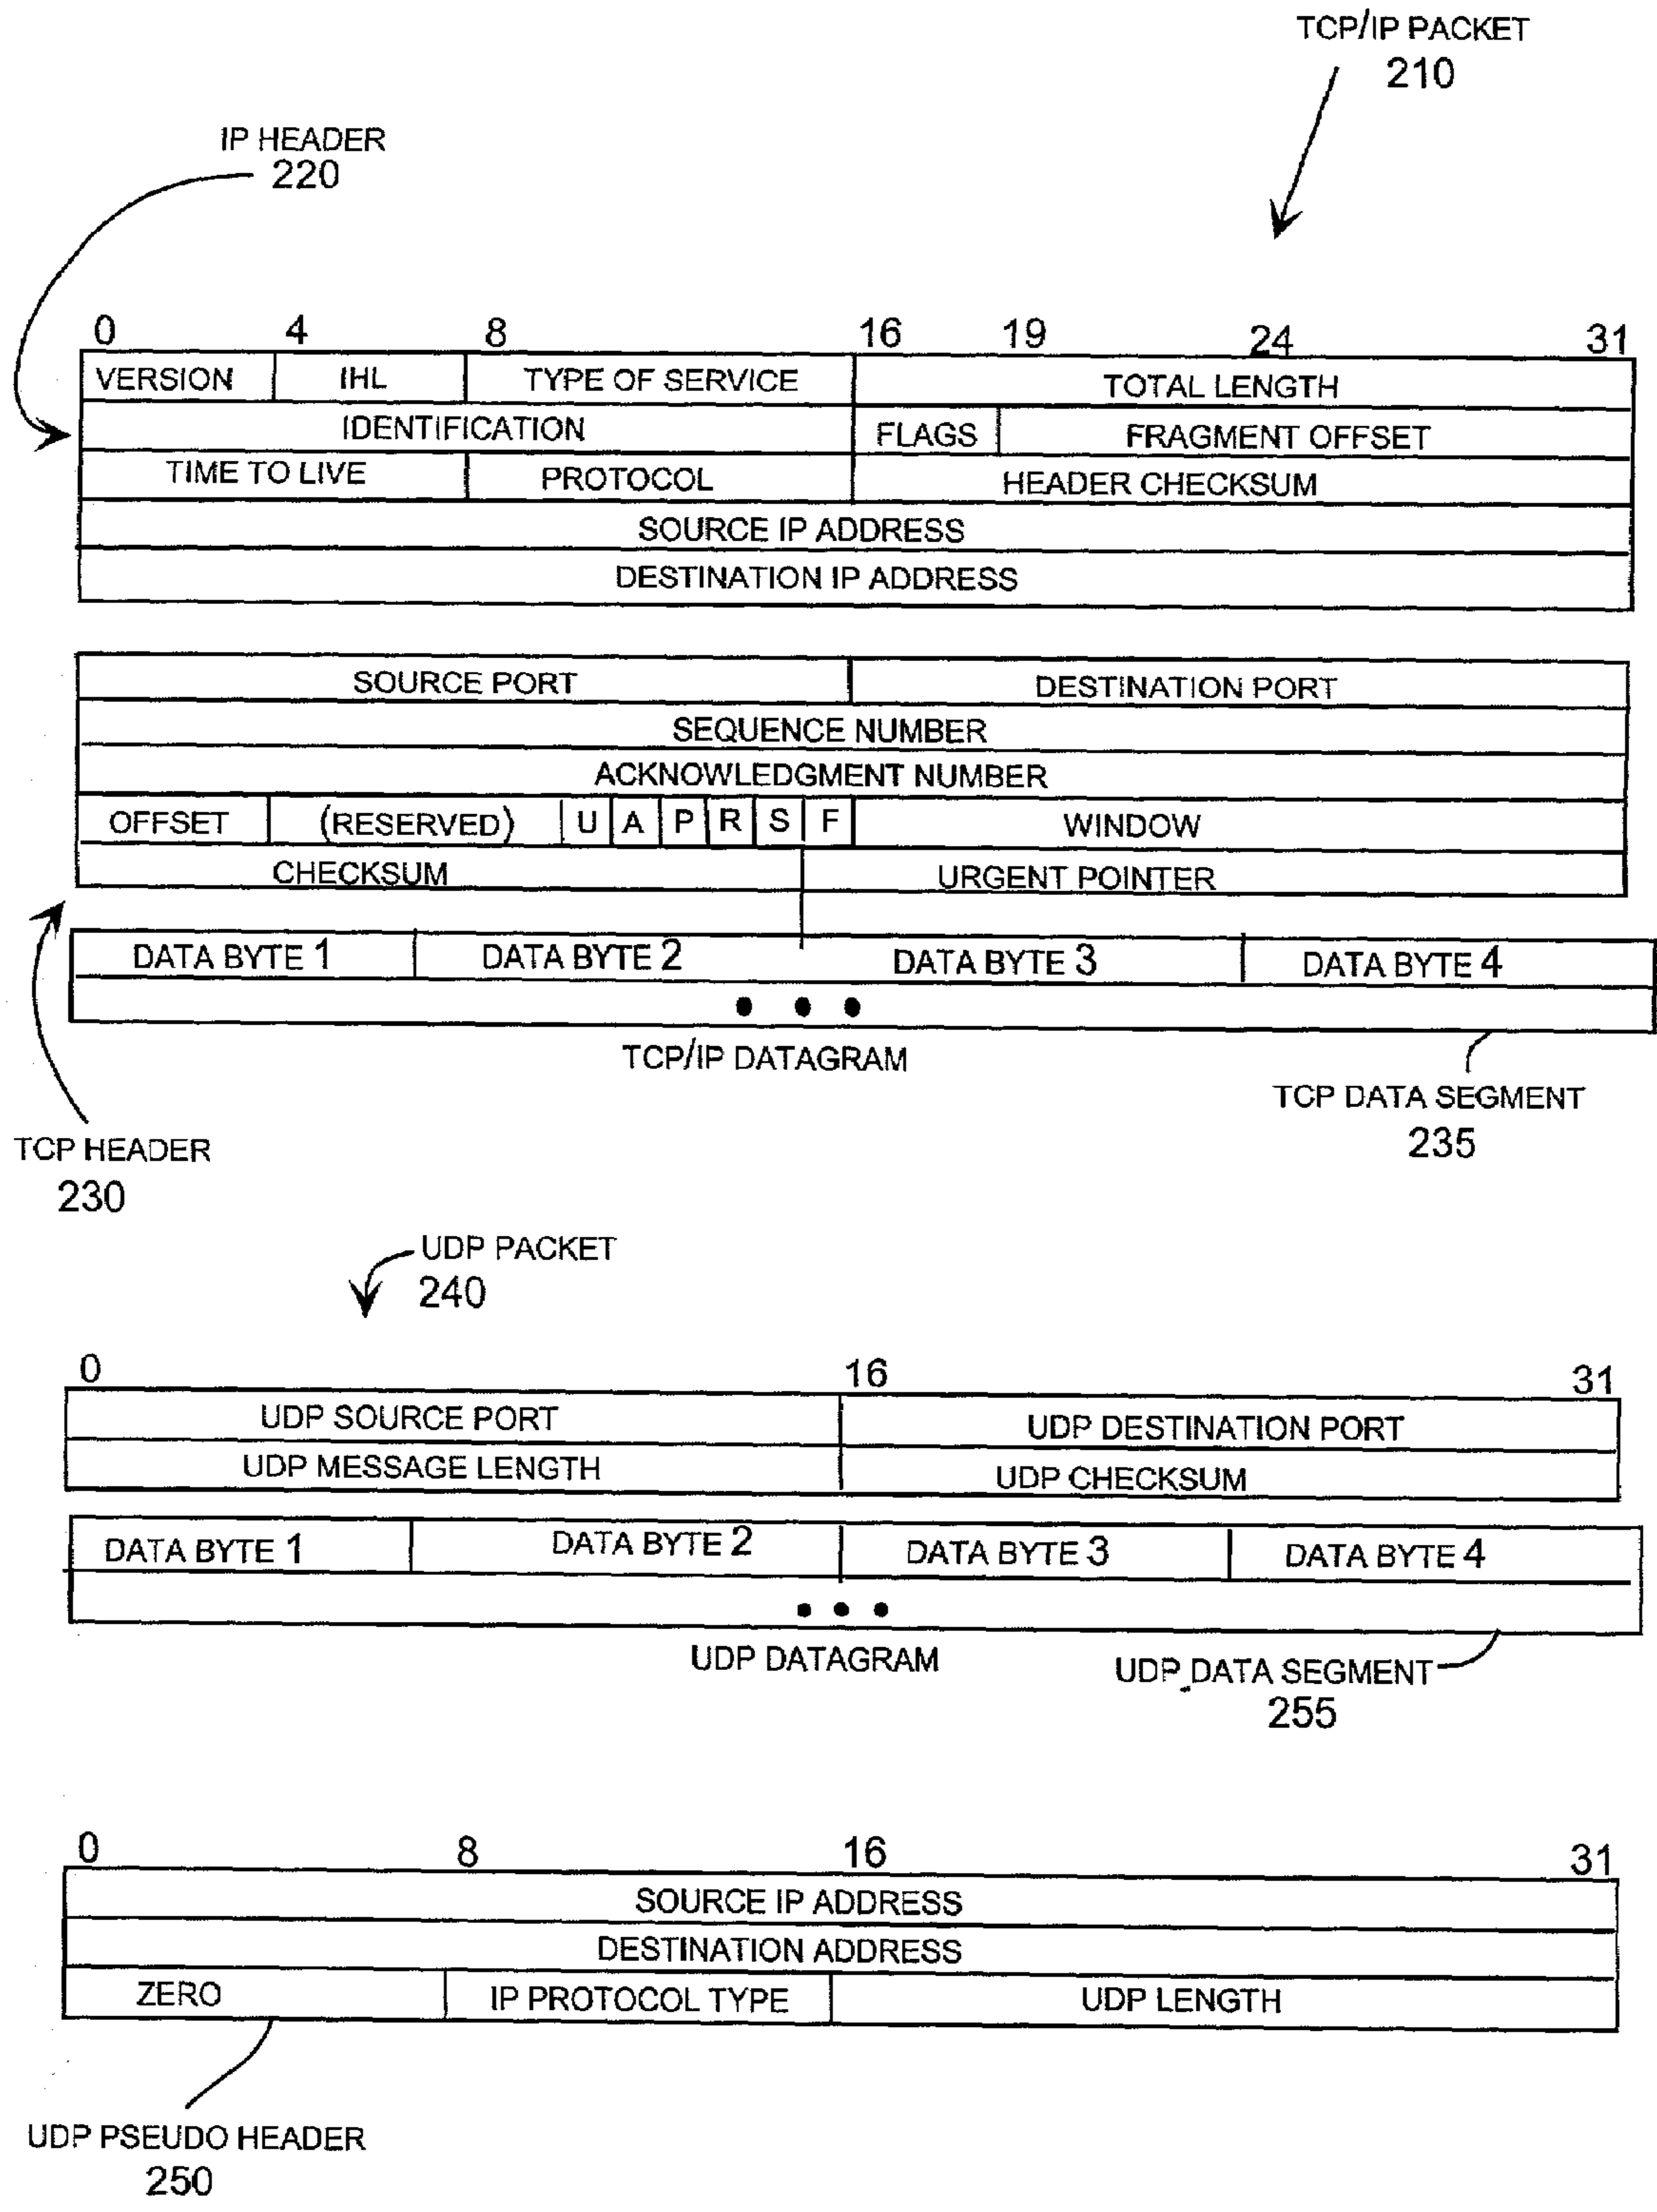 TCP/IP PACKET
210
IP HEADER
220
0 4 8 16 19 24 31
VERSION IHL TYPE OF SERVICE TOTAL LENGTH
IDENTIFICATION FLAGS FRAGMENT OFFSET
TIME TO LIVE PROTOCOL HEADER CHECKSUM
SOURCE IP ADDRESS
DESTINATION IP ADDRESS
SOURCE PORT DESTINATION PORT
SEQUENCE NUMBER
ACKNOWLEDGMENT NUMBER
OFFSET (RESERVED) U A P R S F WINDOW
CHECKSUM URGENT POINTER
DATA BYTE 1 DATA BYTE 2 DATA BYTE 3 DATA BYTE 4
• • •
TCP/IP DATAGRAM
TCP DATA SEGMENT
235
TCP HEADER
230
UDP PACKET
240
0 16 31
UDP SOURCE PORT UDP DESTINATION PORT
UDP MESSAGE LENGTH UDP CHECKSUM
DATA BYTE 1 DATA BYTE 2 DATA BYTE 3 DATA BYTE 4
• • •
UDP DATAGRAM
UDP DATA SEGMENT
255
0 8 16 31
SOURCE IP ADDRESS
DESTINATION ADDRESS
ZERO IP PROTOCOL TYPE UDP LENGTH
UDP PSEUDO HEADER
250